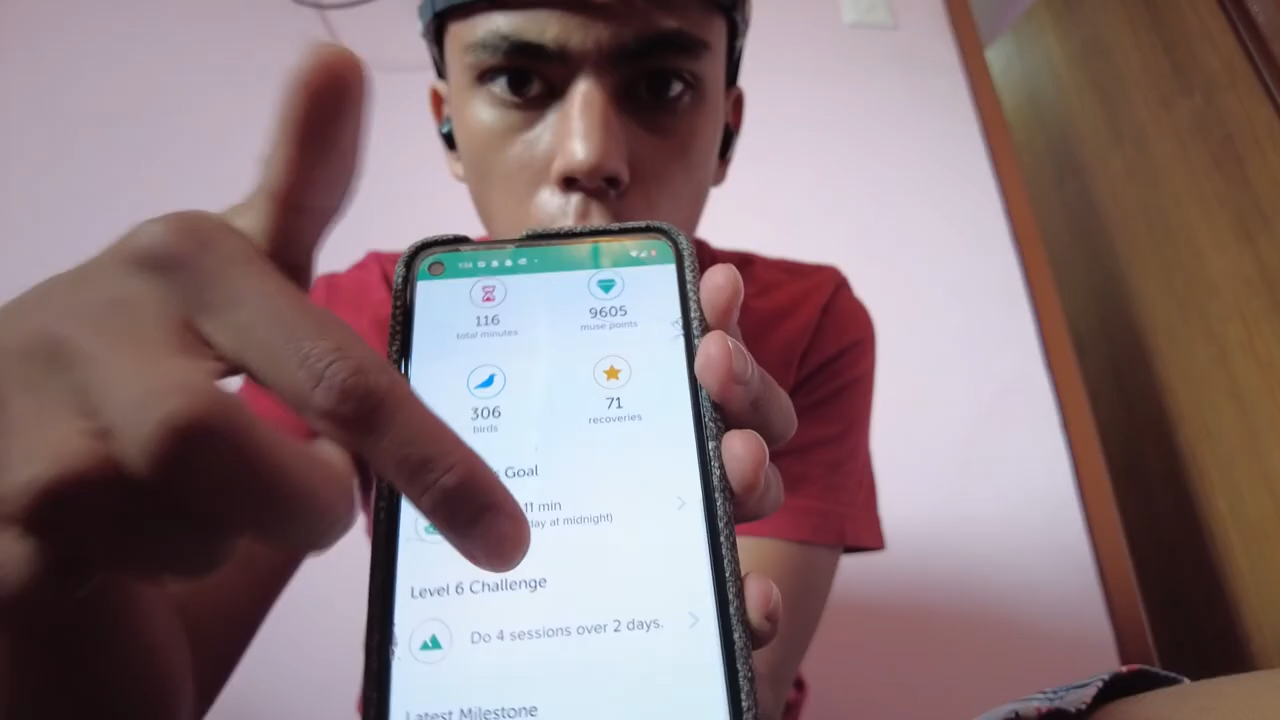 116
9605
total minutes
muse points
306
71
birds
recoveries
Goal
11 min
at midnight)
Level 6 Challenge
Do 4 sessions over 2 days.
Latest Milestone